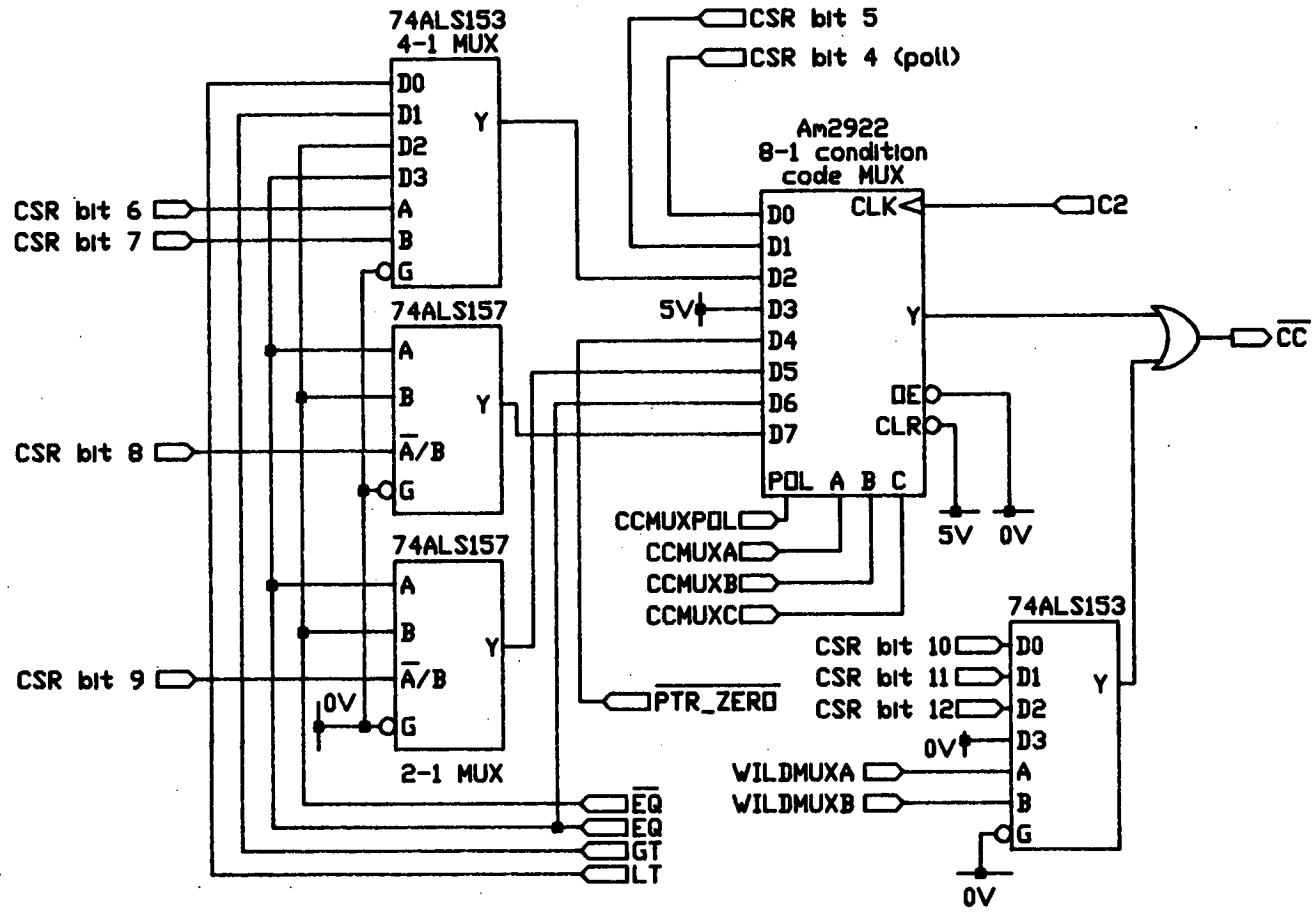 74ALS153
4-1 MUX
D0
D1
D2
D3
A
B
G
Y
CSR bit 6
CSR bit 7
CSR bit 5
CSR bit 4 (poll)
Am2922
8-1 condition
code MUX
D0
D1
D2
D3
D4
D5
D6
D7
CLK
Y
OE
CLR
POL A B C
C2
5V
C̅C̅
74ALS157
A
B
A̅/B
G
Y
CSR bit 8
5V 0V
CCMUXPOL
CCMUXA
CCMUXB
CCMUXC
74ALS157
A
B
A̅/B
G
Y
CSR bit 9
0V
2-1 MUX
P̅T̅R̅_̅Z̅E̅R̅O̅
E̅Q̅
EQ
GT
LT
74ALS153
CSR bit 10
CSR bit 11
CSR bit 12
0V
D0
D1
D2
D3
A
B
G
Y
WILDMUXA
WILDMUXB
0V